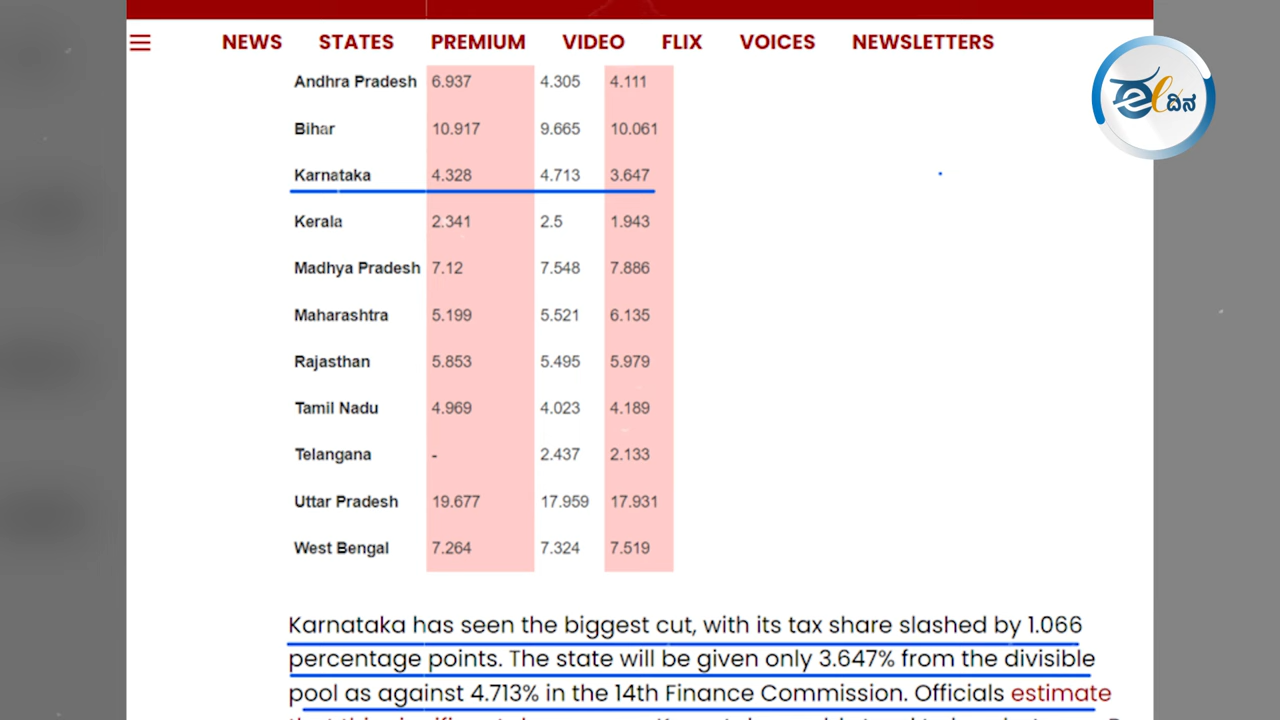 NEWS STATES PREMIUM VIDEO FLIX VOICES NEWSLETTERS
ಈ ದಿನ
Andhra Pradesh 6.937 4.305 4.111
Bihar 10.917 9.665 10.061
Karnataka 4.328 4.713 3.647
Kerala 2.341 2.5 1.943
Madhya Pradesh 7.12 7.548 7.886
Maharashtra 5.199 5.521 6.135
Rajasthan 5.853 5.495 5.979
Tamil Nadu 4.969 4.023 4.189
Telangana - 2.437 2.133
Uttar Pradesh 19.677 17.959 17.931
West Bengal 7.264 7.324 7.519
Karnataka has seen the biggest cut, with its tax share slashed by 1.066
percentage points. The state will be given only 3.647% from the divisible
pool as against 4.713% in the 14th Finance Commission. Officials estimate